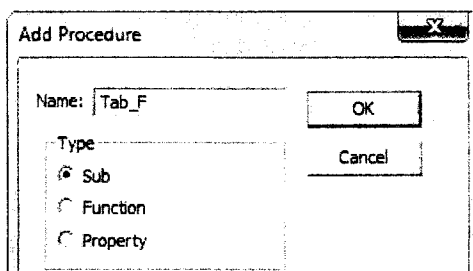 Add Procedure
Name: Tab_F
OK
Type
Cancel
Sub
Function
Property